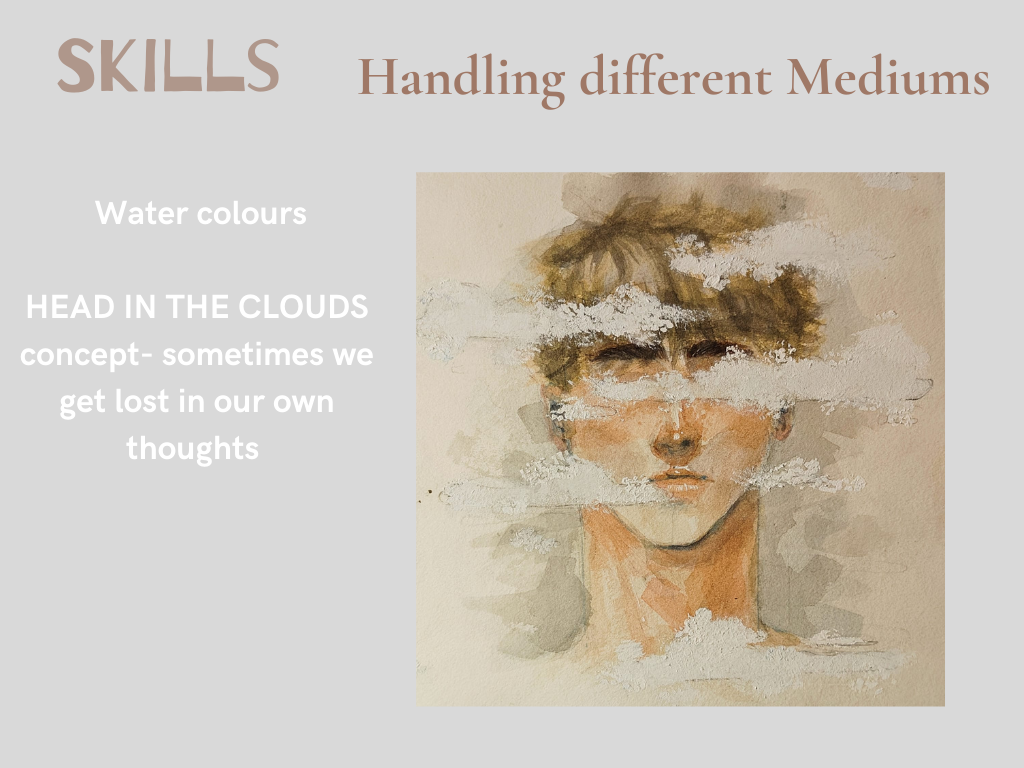 SKILLS
Handling different Mediums
Water colours
HEAD IN THE CLOUDS
concept- sometimes we
get lost in our own
thoughts